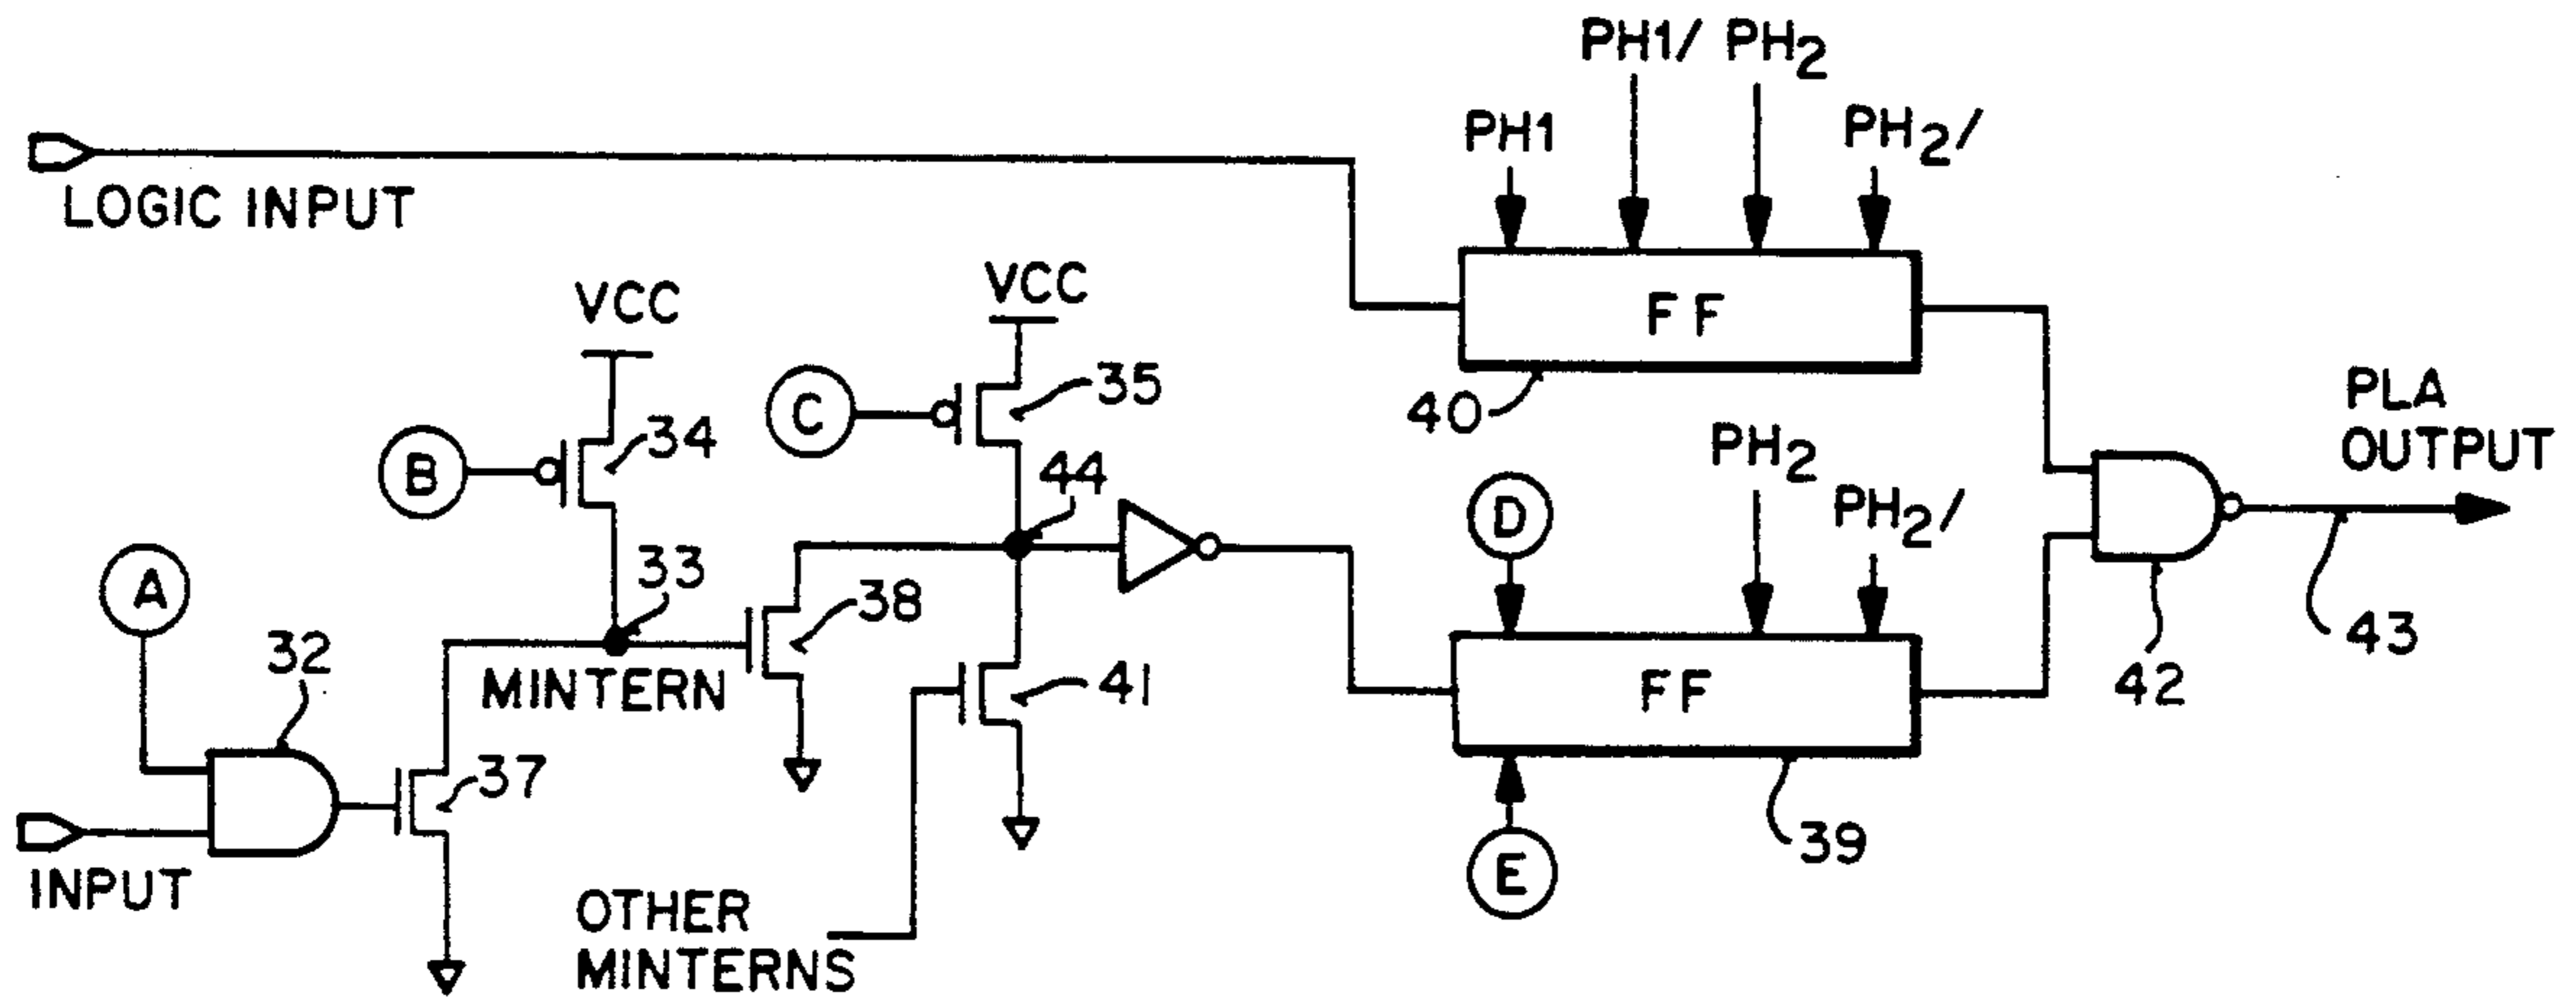 PH1/ PH2
PH1
PH2/
LOGIC INPUT
VCC
VCC
FF
C
35
40
PLA
OUTPUT
B
34
PH2
44
D
PH2/
A
33
38
32
MINTERN
41
FF
43
42
37
INPUT
OTHER
MINTERNS
E
39